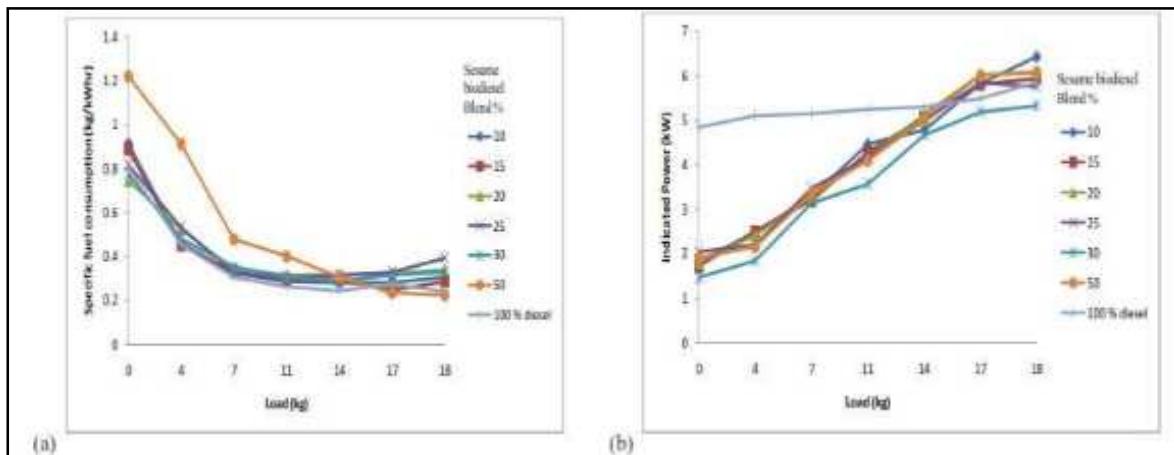 Specific fuel consumption (kg/kWhr)
1.4
1.2
1
0.8
0.6
0.4
0.2
0
0 4 7 11 14 17 18
Load (kg)
Sesame
biodiesel
Blend %
10
15
20
25
30
50
100 % diesel
(a)
Indicated Power (kW)
7
6
5
4
3
2
1
0
0 4 7 11 14 17 18
Load (kg)
Sesame biodiesel
Blend %
10
15
20
25
30
50
100 % diesel
(b)